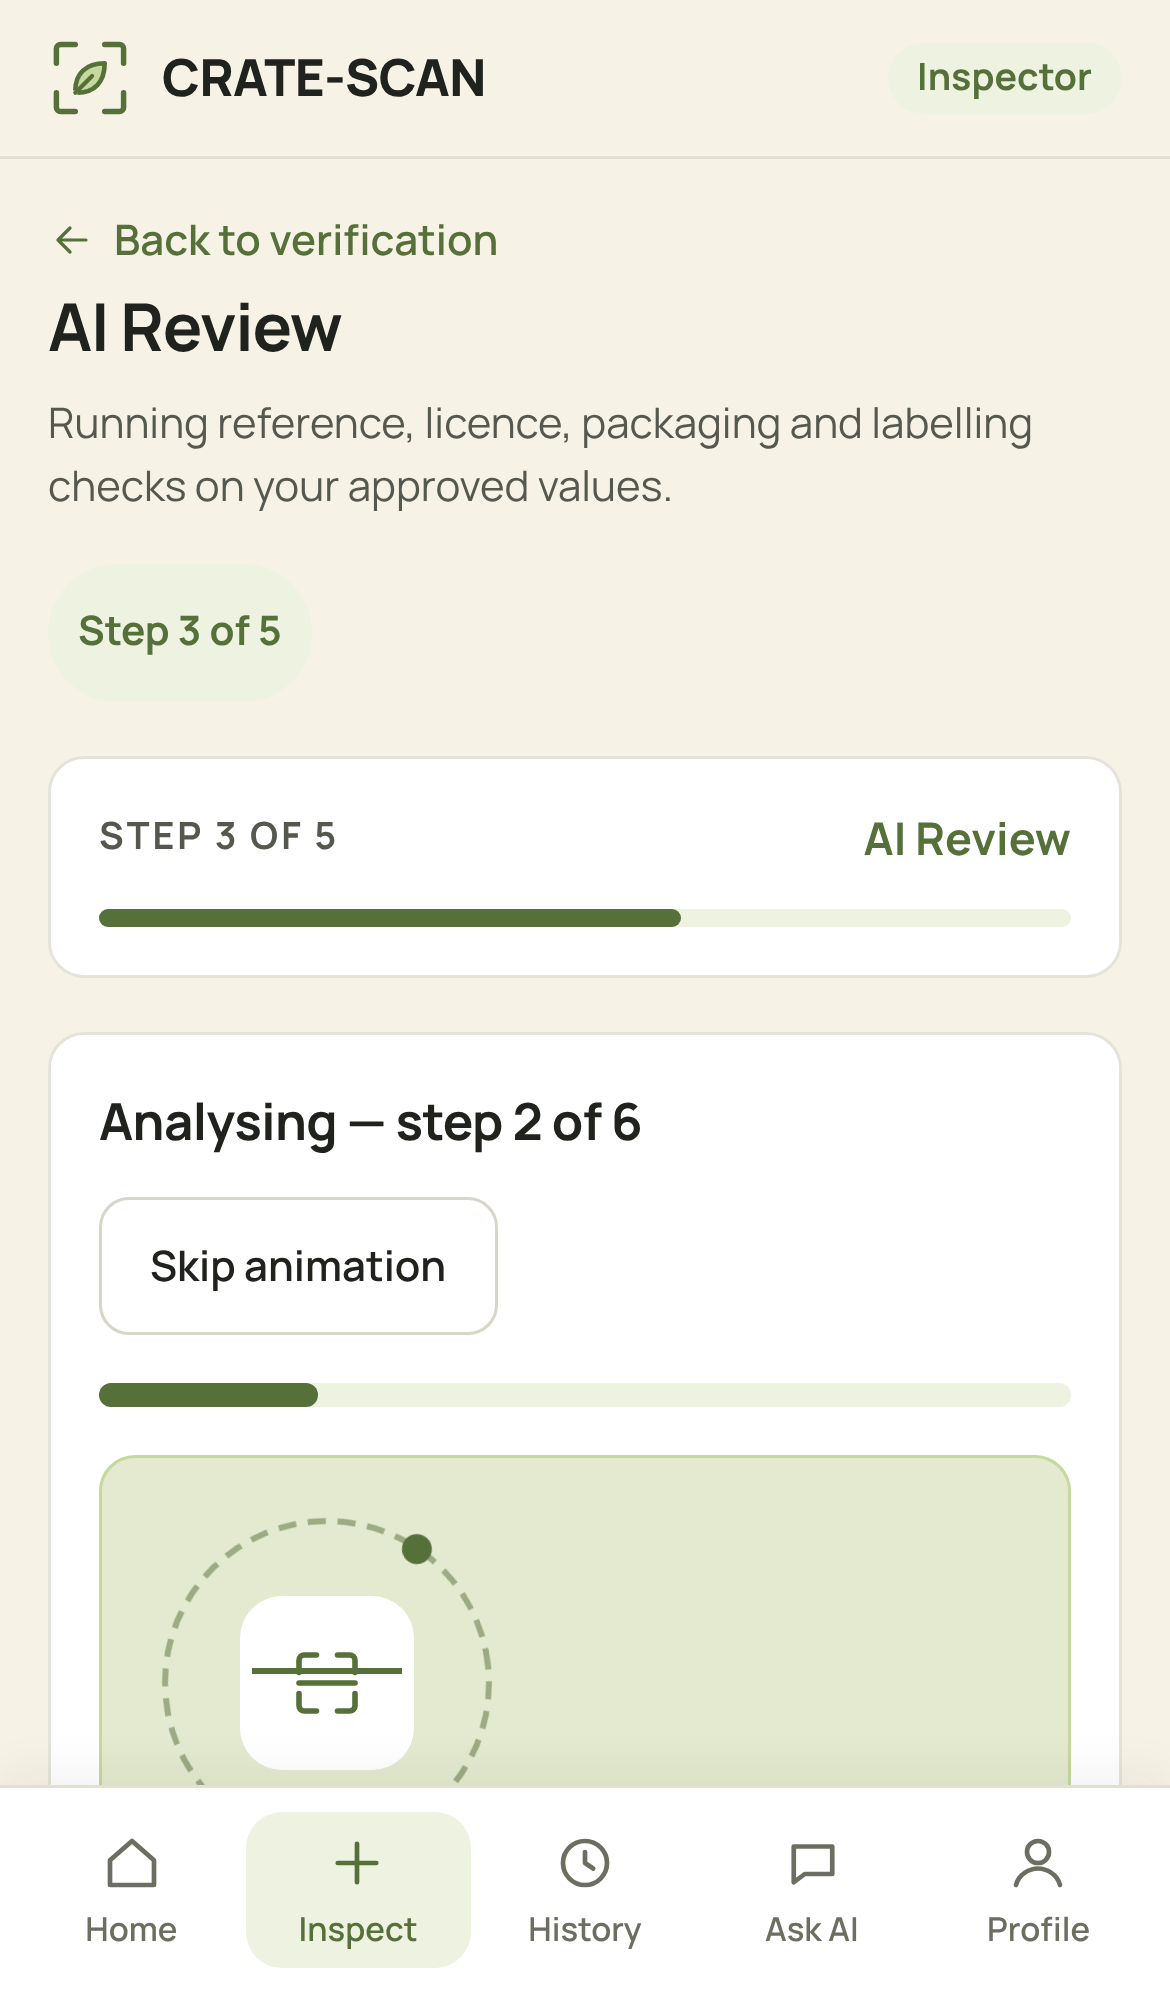 CRATE-SCAN
Inspector
Back to verification
AI Review
Running reference, licence, packaging and labelling
checks on your approved values.
Step 3 of 5
STEP 3 OF 5
AI Review
Analysing — step 2 of 6
Skip animation
Home
Inspect
History
Ask AI
Profile